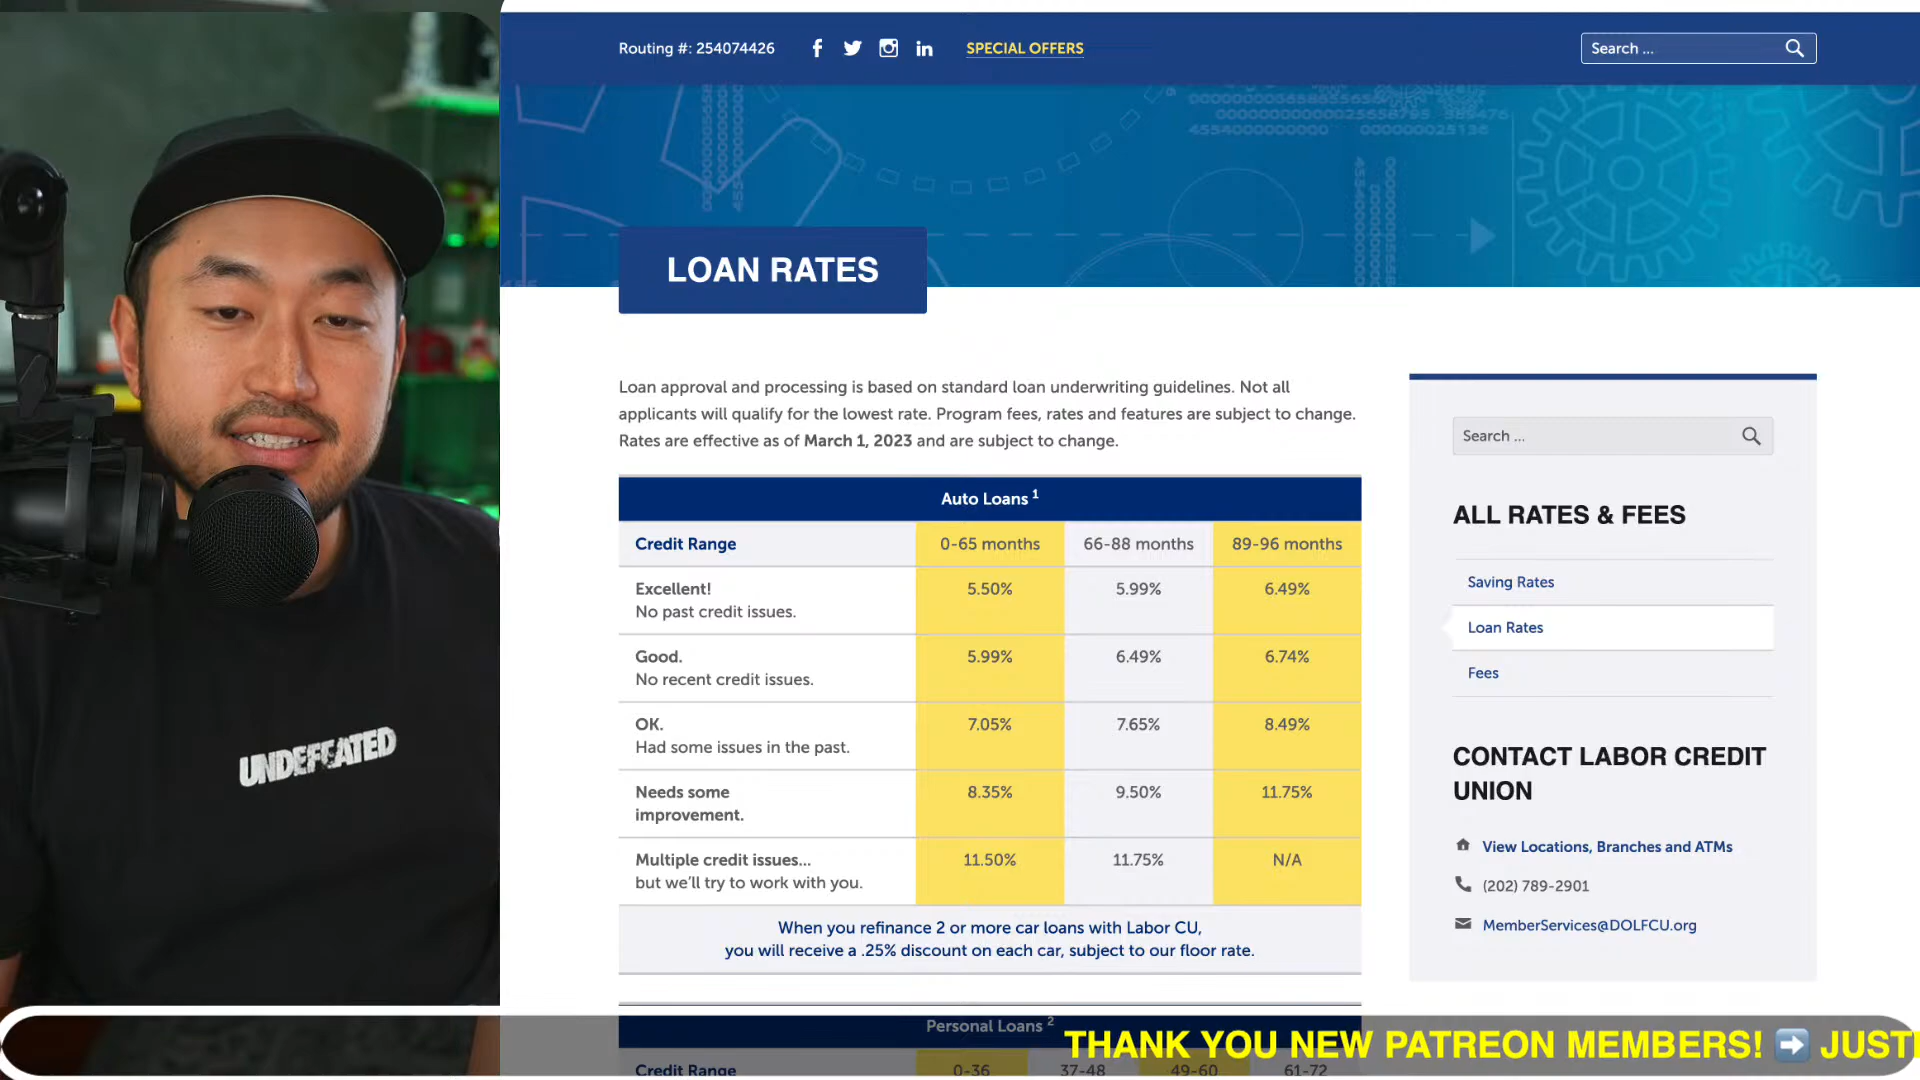 Routing #: 254074426
SPECIAL OFFERS
Search ...
LOAN RATES
Loan approval and processing is based on standard loan underwriting guidelines. Not all
applicants will qualify for the lowest rate. Program fees, rates and features are subject to change.
Rates are effective as of March 1, 2023 and are subject to change.
Auto Loans 1
Credit Range 0-65 months 66-88 months 89-96 months
Excellent! 5.50% 5.99% 6.49%
No past credit issues.
Good. 5.99% 6.49% 6.74%
No recent credit issues.
OK. 7.05% 7.65% 8.49%
Had some issues in the past.
Needs some 8.35% 9.50% 11.75%
improvement.
Multiple credit issues... 11.50% 11.75% N/A
but we'll try to work with you.
When you refinance 2 or more car loans with Labor CU,
you will receive a .25% discount on each car, subject to our floor rate.
Personal Loans 2
Credit Range 0-36 37-48 49-60 61-72
Search ...
ALL RATES & FEES
Saving Rates
Loan Rates
Fees
CONTACT LABOR CREDIT
UNION
View Locations, Branches and ATMs
(202) 789-2901
MemberServices@DOLFCU.org
UNDEFEATED
THANK YOU NEW PATREON MEMBERS! ➡️ JUSTI